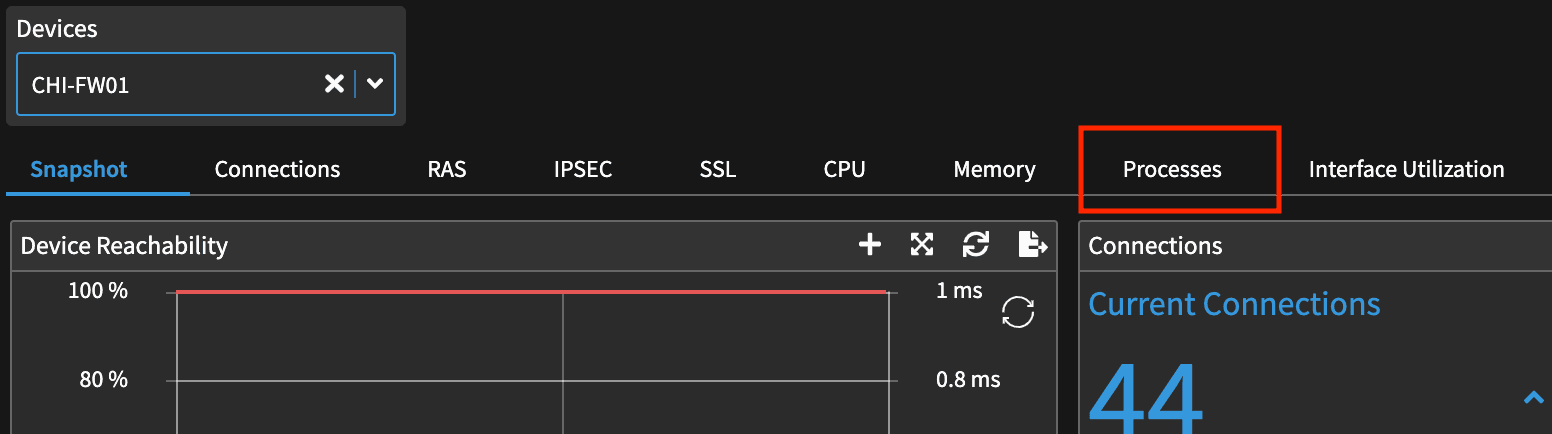 Devices
CHI-FW01
Snapshot Connections RAS IPSEC SSL CPU Memory Processes Interface Utilization
Device Reachability
100 % 1 ms
80 % 0.8 ms
Connections
Current Connections
44